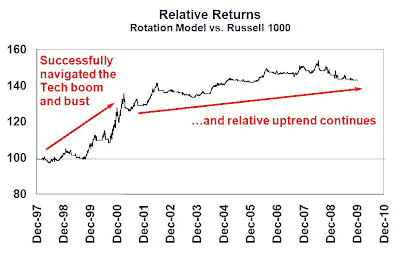 Relative Returns
Rotation Model vs. Russell 1000
160
140
120
100
80
Successfully
navigated the
Tech boom
and bust
…and relative uptrend continues
Dec-97
Dec-98
Dec-99
Dec-00
Dec-01
Dec-02
Dec-03
Dec-04
Dec-05
Dec-06
Dec-07
Dec-08
Dec-09
Dec-10